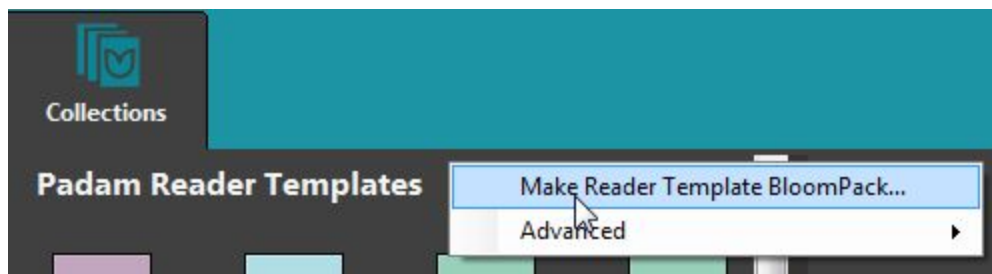 Collections
Padam Reader Templates
Make Reader Template BloomPack...
Advanced